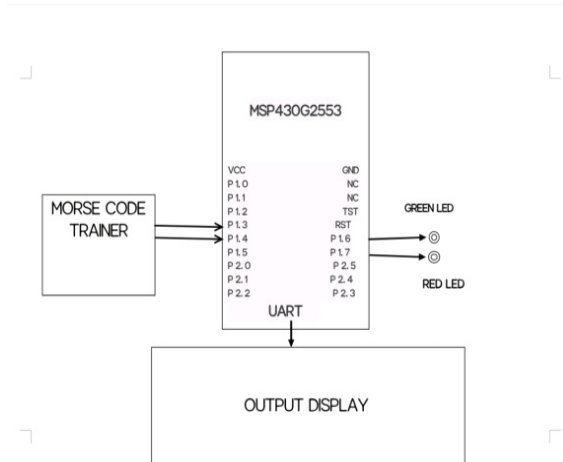 MSP430G2553
VCC GND
P1.0 NC
P1.1 NC
P1.2 TST
P1.3 RST
P1.4 P1.6
P1.5 P1.7
P2.0 P2.5
P2.1 P2.4
P2.2 P2.3
UART
MORSE CODE
TRAINER
GREEN LED
RED LED
OUTPUT DISPLAY